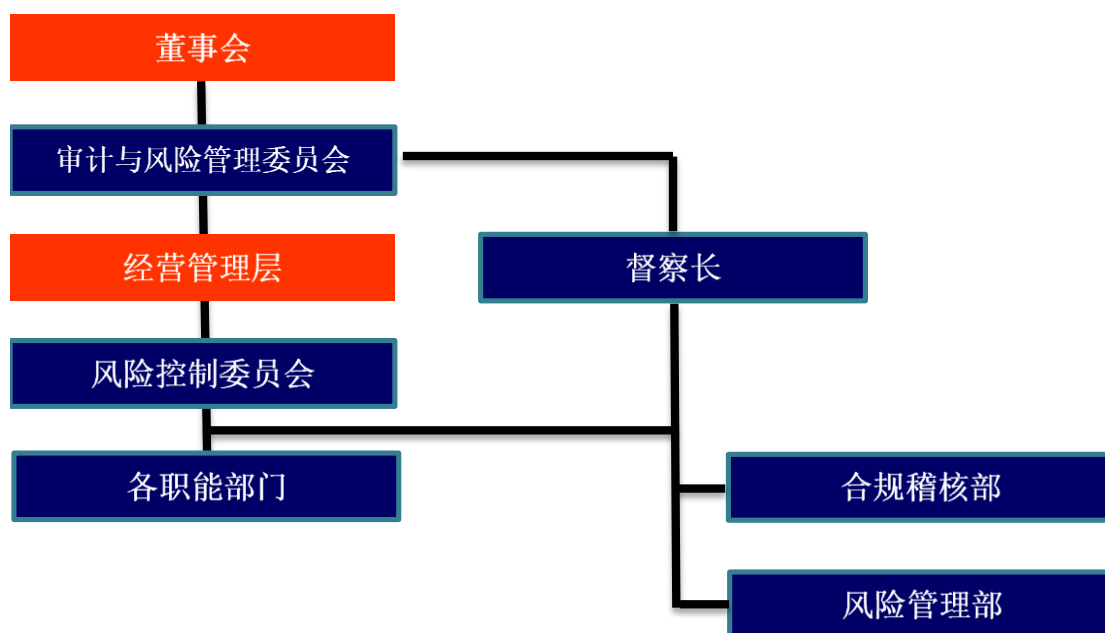 董事会
审计与风险管理委员会
经营管理层
督察长
风险控制委员会
各职能部门
合规稽核部
风险管理部